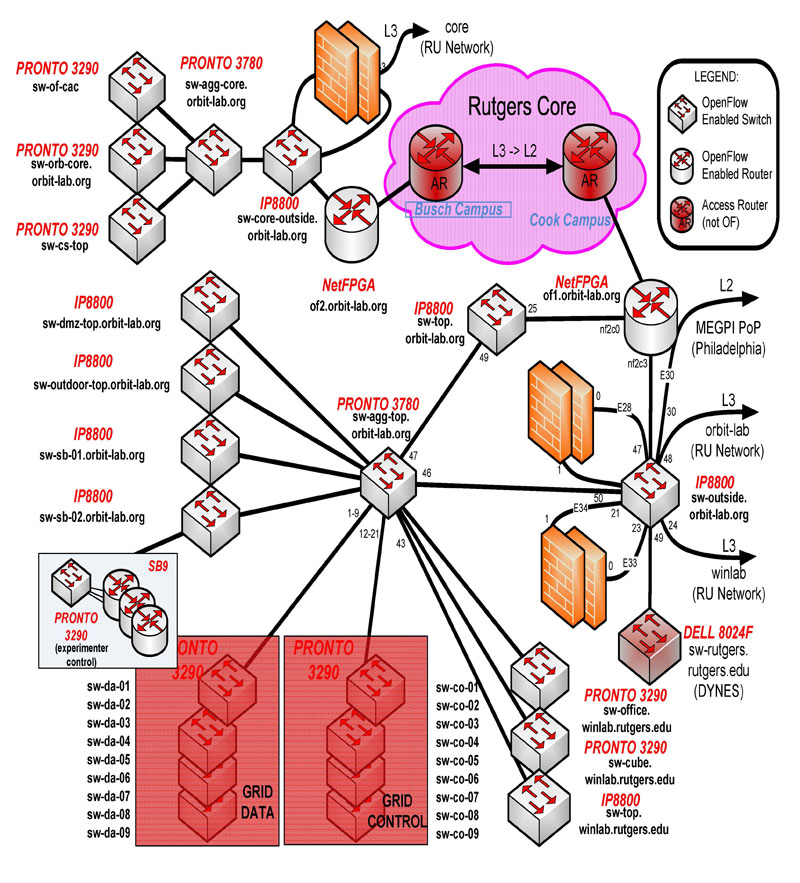 PRONTO 3290
sw-of-cac
PRONTO 3290
sw-orb-core.
orbit-lab.org
PRONTO 3290
sw-cs-top
PRONTO 3780
sw-agg-core.
orbit-lab.org
IP8800
sw-core-outside.
orbit-lab.org
3
L3
core
(RU Network)
NetFPGA
of2.orbit-lab.org
Rutgers Core
AR
L3 -> L2
AR
Busch Campus
Cook Campus
LEGEND:
OpenFlow
Enabled Switch
OpenFlow
Enabled Router
AR
Access Router
(not OF)
IP8800
sw-dmz-top.orbit-lab.org
IP8800
sw-outdoor-top.orbit-lab.org
IP8800
sw-sb-01.orbit-lab.org
IP8800
sw-sb-02.orbit-lab.org
IP8800
sw-top.
orbit-lab.org
25
49
NetFPGA
of1.orbit-lab.org
nf2c0
nf2c3
L2
MEGPI PoP
(Philadelphia)
E30
30
L3
orbit-lab
(RU Network)
0
E28
1
47
48
PRONTO 3780
sw-agg-top.
orbit-lab.org
47
46
1-9
12-21
43
IP8800
sw-outside.
orbit-lab.org
50
E34
21
1
23
24
49
E33
0
L3
winlab
(RU Network)
DELL 8024F
sw-rutgers.
rutgers.edu
(DYNES)
SB9
PRONTO
3290
(experimenter
control)
PRONTO
3290
sw-da-01
sw-da-02
sw-da-03
sw-da-04
sw-da-05
sw-da-06
sw-da-07
sw-da-08
sw-da-09
GRID
DATA
PRONTO
3290
GRID
CONTROL
sw-co-01
sw-co-02
sw-co-03
sw-co-04
sw-co-05
sw-co-06
sw-co-07
sw-co-08
sw-co-09
PRONTO 3290
sw-office.
winlab.rutgers.edu
PRONTO 3290
sw-cube.
winlab.rutgers.edu
IP8800
sw-top.
winlab.rutgers.edu